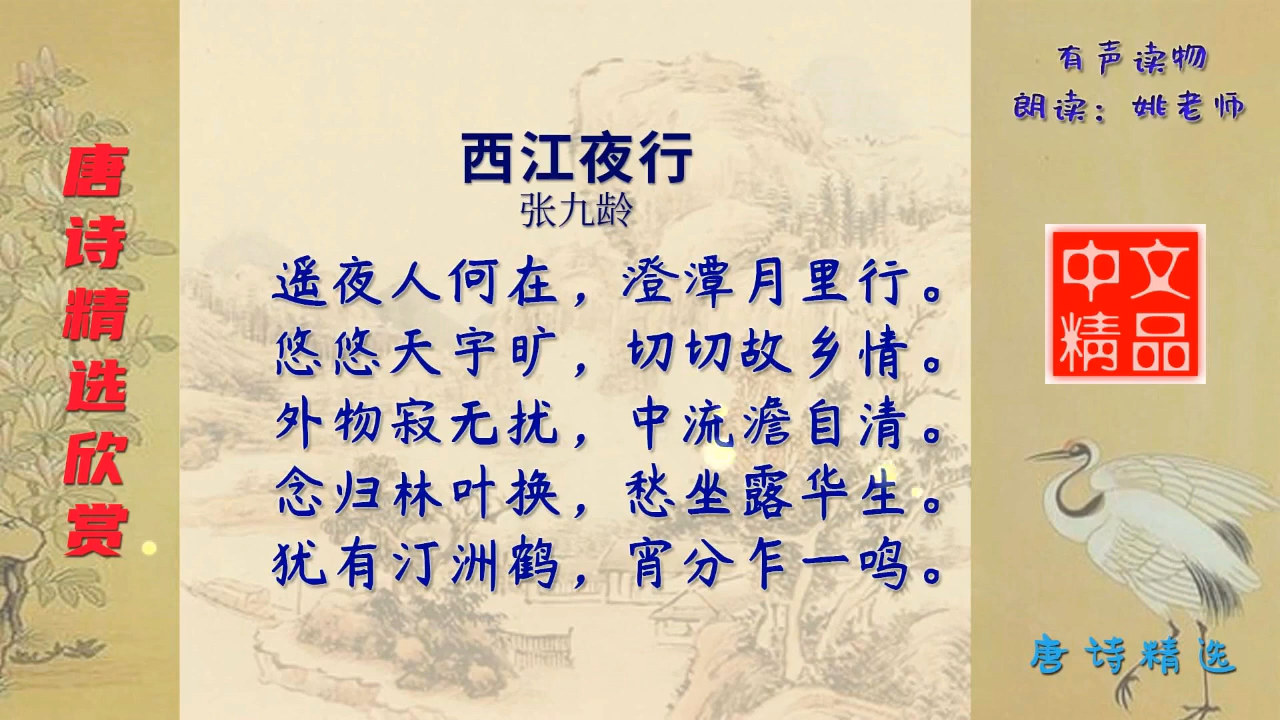 唐诗精选欣赏
西江夜行
张九龄
遥夜人何在，澄潭月里行。
悠悠天宇旷，切切故乡情。
外物寂无扰，中流澹自清。
念归林叶换，愁坐露华生。
犹有汀洲鹤，宵分乍一鸣。
有声读物
朗读：姚老师
中文
精品
唐诗精选